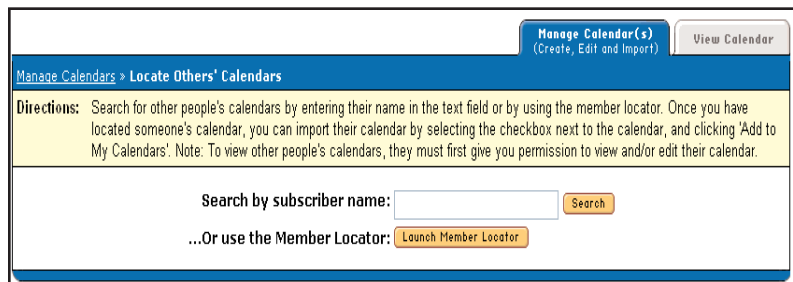 Manage Calendar(s)
(Create, Edit and Import)
View Calendar
Manage Calendars » Locate Others' Calendars
Directions: Search for other people's calendars by entering their name in the text field or by using the member locator. Once you have
located someone's calendar, you can import their calendar by selecting the checkbox next to the calendar, and clicking 'Add to
My Calendars'. Note: To view other people's calendars, they must first give you permission to view and/or edit their calendar.
Search by subscriber name: Search
...Or use the Member Locator: Launch Member Locator